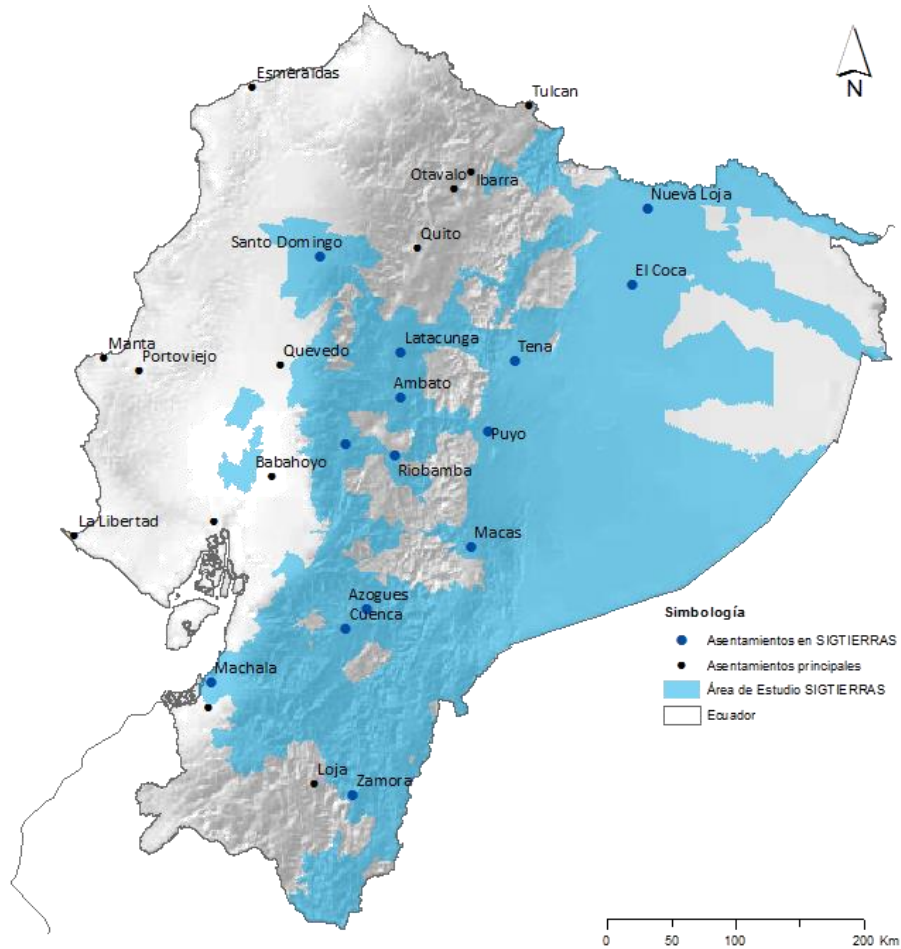 Esmeraldas
Tulcan
N
Otavalo
Ibarra
Nueva Loja
Quito
Santo Domingo
El Coca
Manta
Portoviejo
Quevedo
Latacunga
Tena
Ambato
Puyo
Babahoyo
Riobamba
La Libertad
Macas
Azogues
Cuenca
Machala
Loja
Zamora
Simbología
Asentamientos en SIGTIERRAS
Asentamientos principales
Área de Estudio SIGTIERRAS
Ecuador
0 50 100 200 Km